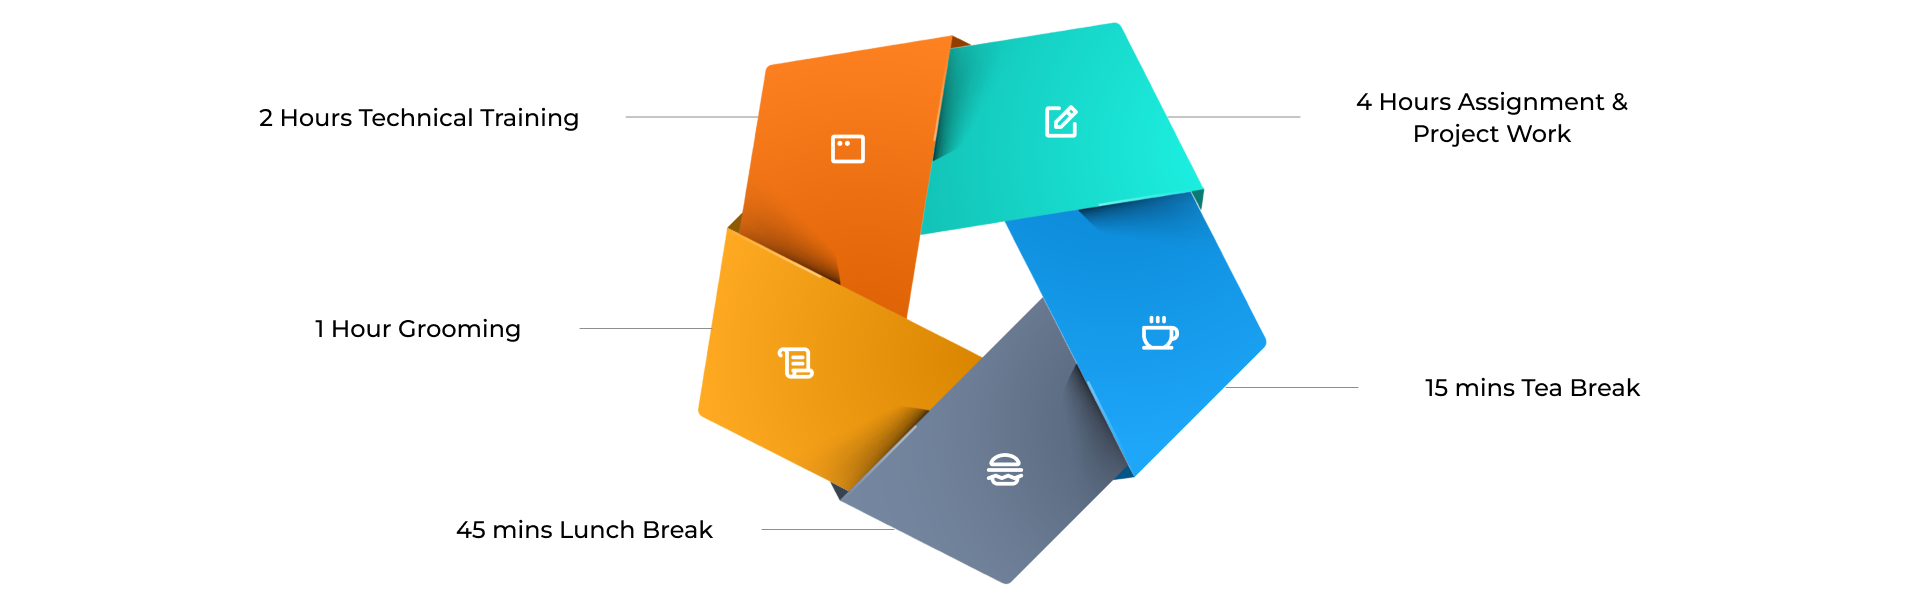 2 Hours Technical Training
4 Hours Assignment &
Project Work
1 Hour Grooming
15 mins Tea Break
45 mins Lunch Break